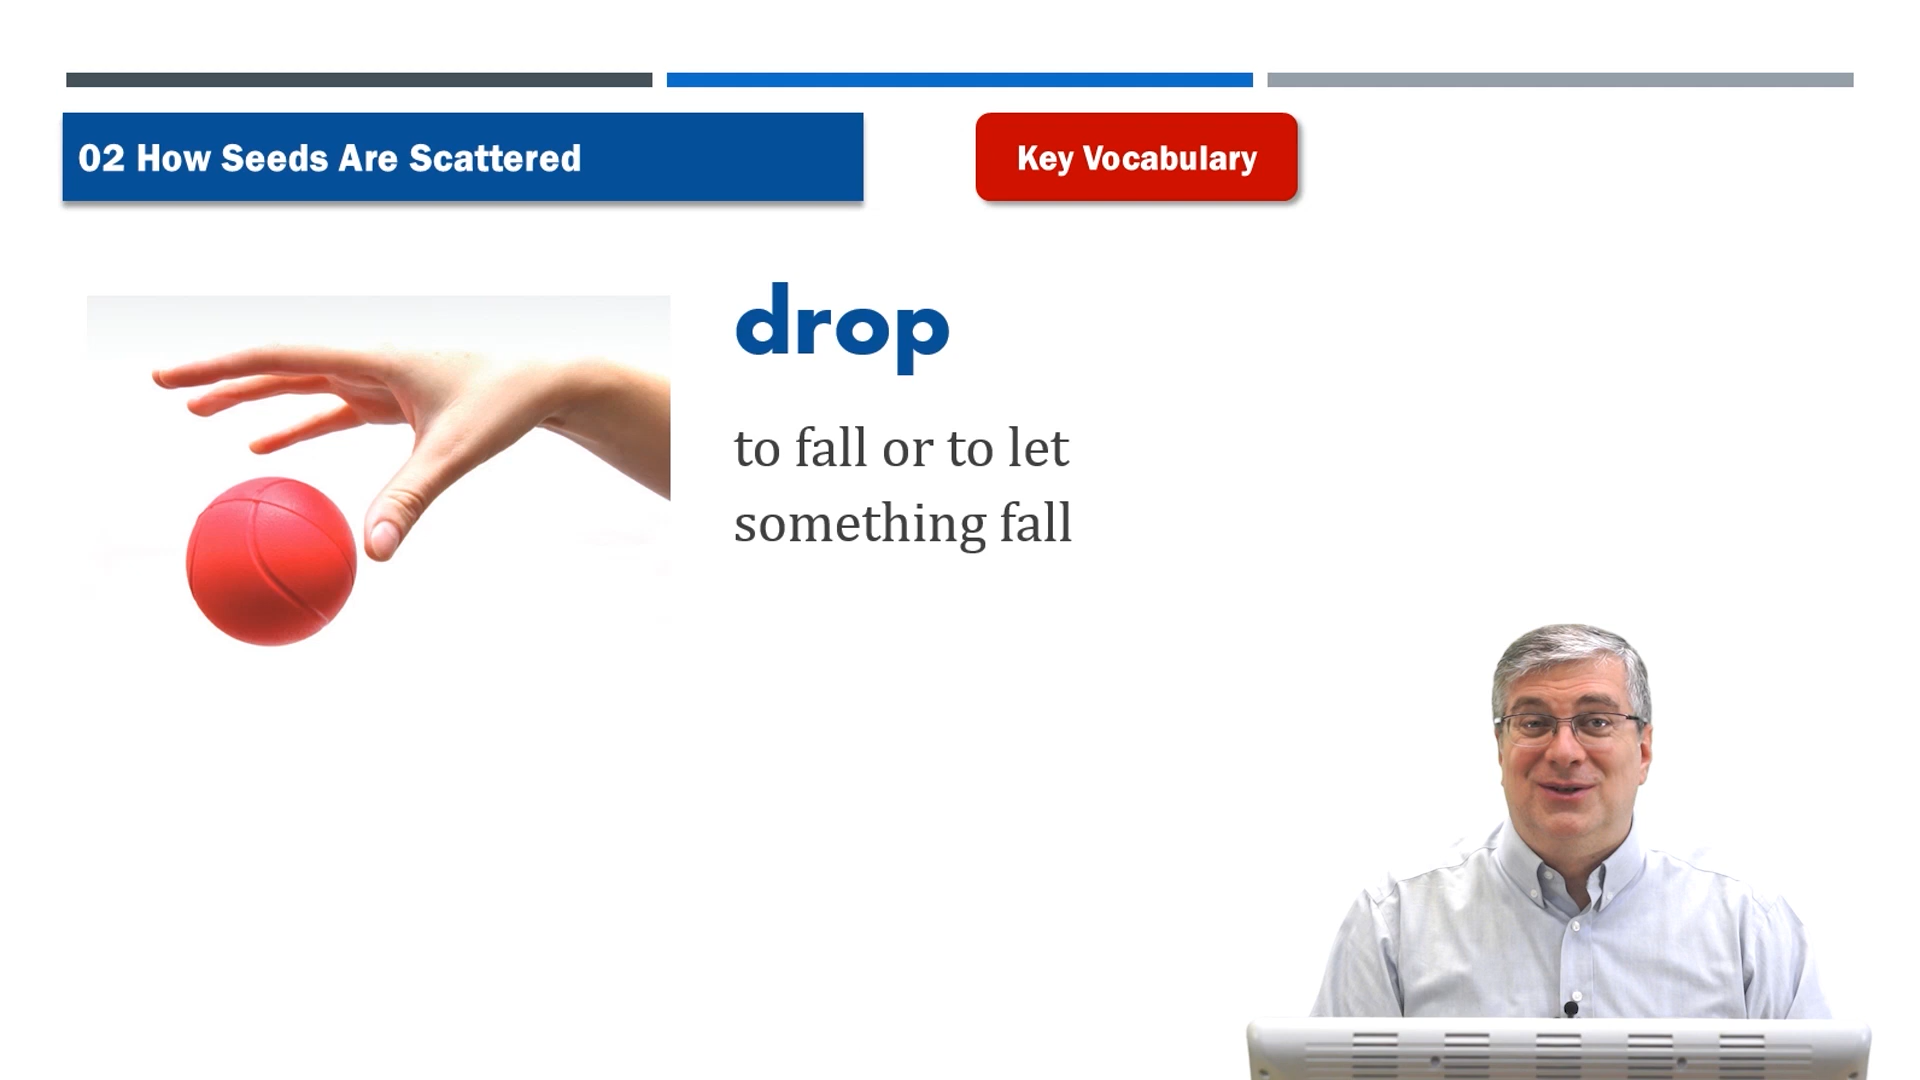 02 How Seeds Are Scattered
Key Vocabulary
drop
to fall or to let
something fall